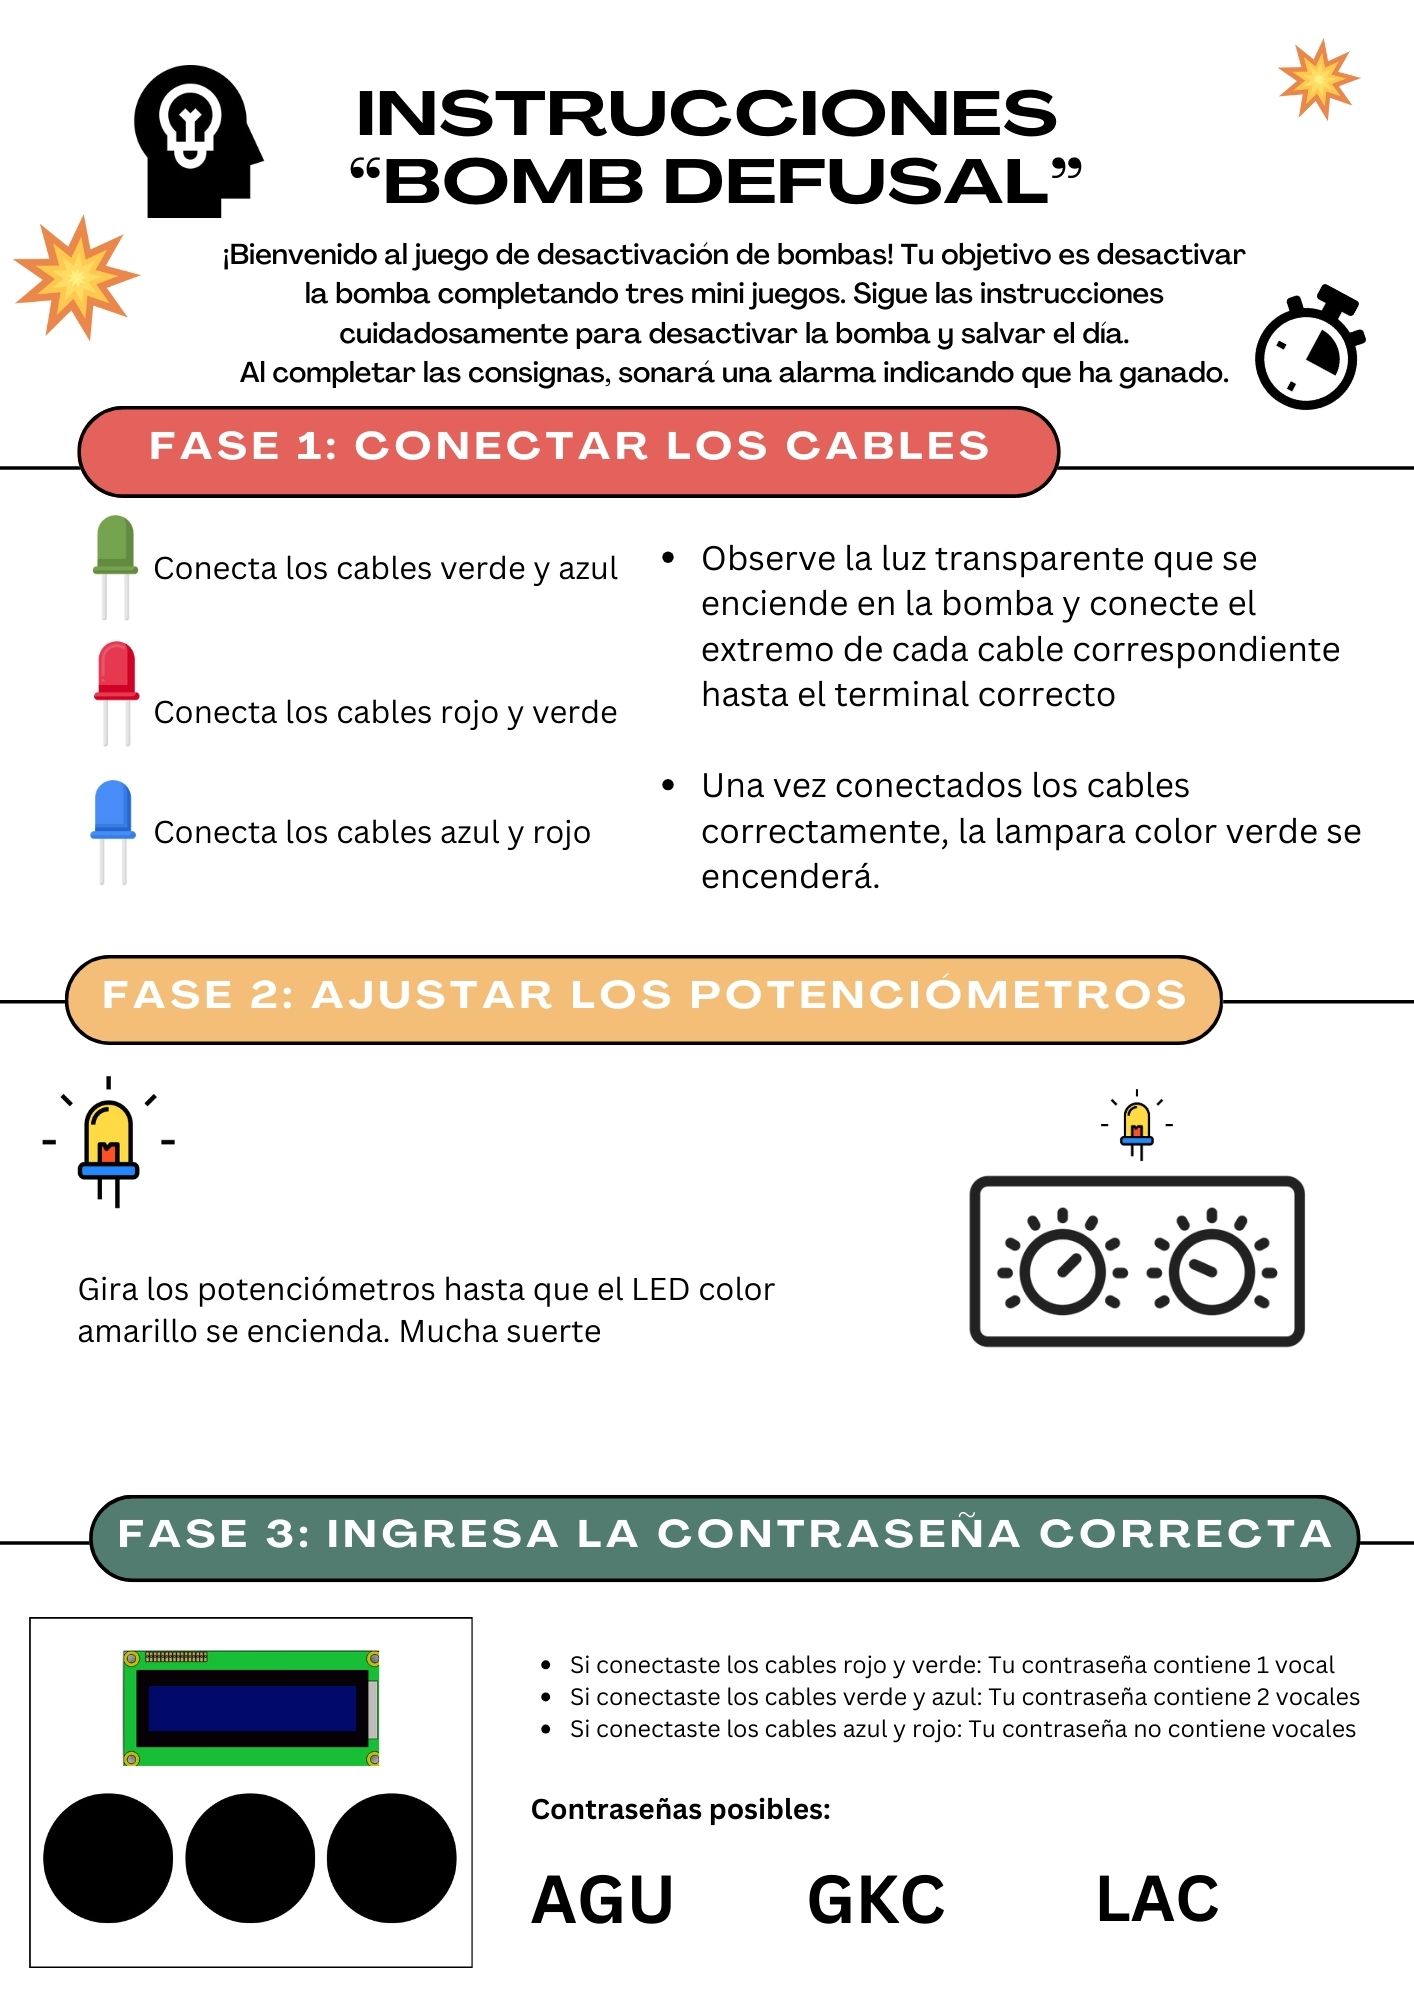 INSTRUCCIONES
“BOMB DEFUSAL”
¡Bienvenido al juego de desactivación de bombas! Tu objetivo es desactivar
la bomba completando tres mini juegos. Sigue las instrucciones
cuidadosamente para desactivar la bomba y salvar el día.
Al completar las consignas, sonará una alarma indicando que ha ganado.
FASE 1: CONECTAR LOS CABLES
Conecta los cables verde y azul
Conecta los cables rojo y verde
Conecta los cables azul y rojo
• Observe la luz transparente que se
enciende en la bomba y conecte el
extremo de cada cable correspondiente
hasta el terminal correcto
• Una vez conectados los cables
correctamente, la lampara color verde se
encenderá.
FASE 2: AJUSTAR LOS POTENCIÓMETROS
Gira los potenciómetros hasta que el LED color
amarillo se encienda. Mucha suerte
FASE 3: INGRESA LA CONTRASEÑA CORRECTA
• Si conectaste los cables rojo y verde: Tu contraseña contiene 1 vocal
• Si conectaste los cables verde y azul: Tu contraseña contiene 2 vocales
• Si conectaste los cables azul y rojo: Tu contraseña no contiene vocales
Contraseñas posibles:
AGU GKC LAC